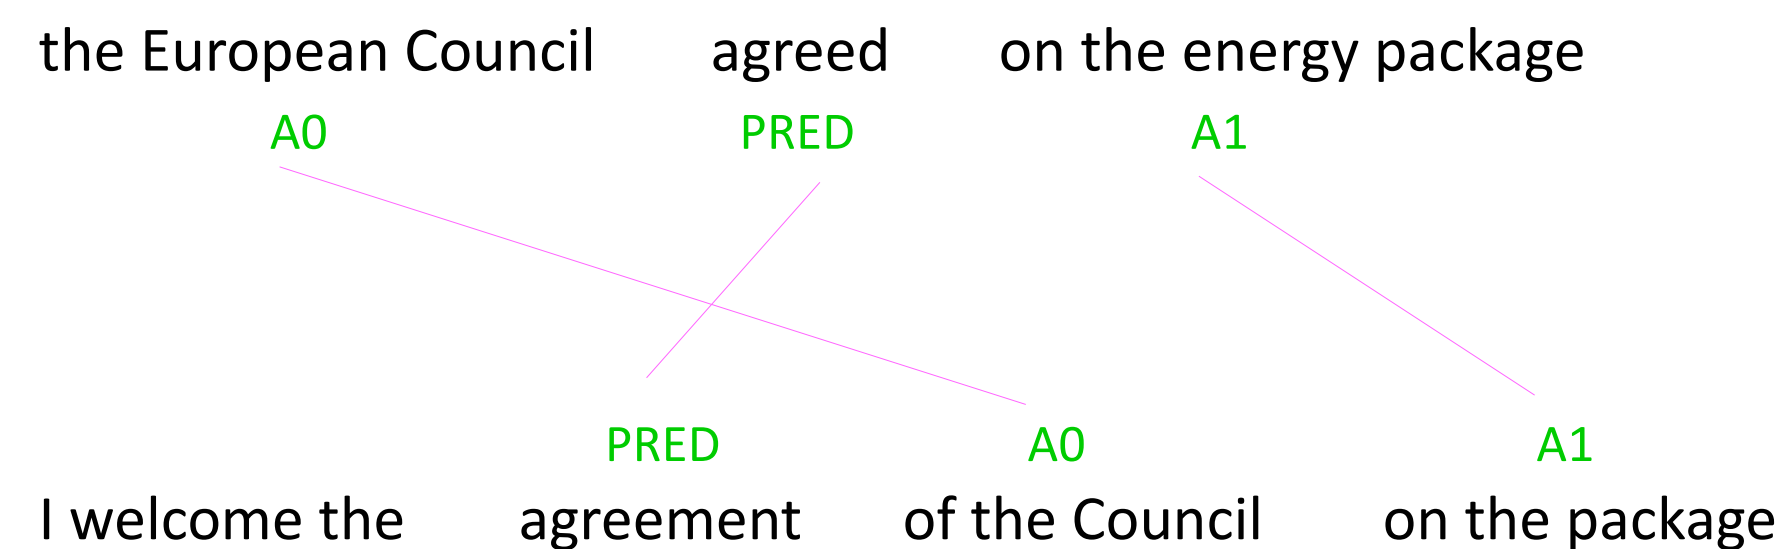 the European Council agreed on the energy package
A0 PRED A1
PRED A0 A1
I welcome the agreement of the Council on the package